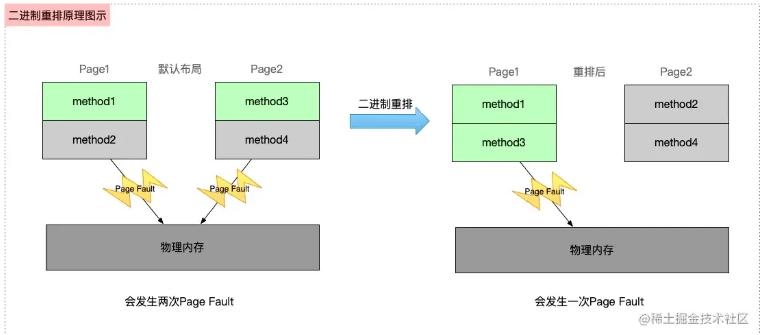 二进制重排原理图示
Page1 默认布局 Page2
method1
method2
method3
method4
Page Fault
Page Fault
物理内存
会发生两次Page Fault
二进制重排
Page1 重排后 Page2
method1
method3
method2
method4
Page Fault
物理内存
会发生一次Page Fault
@稀土掘金技术社区